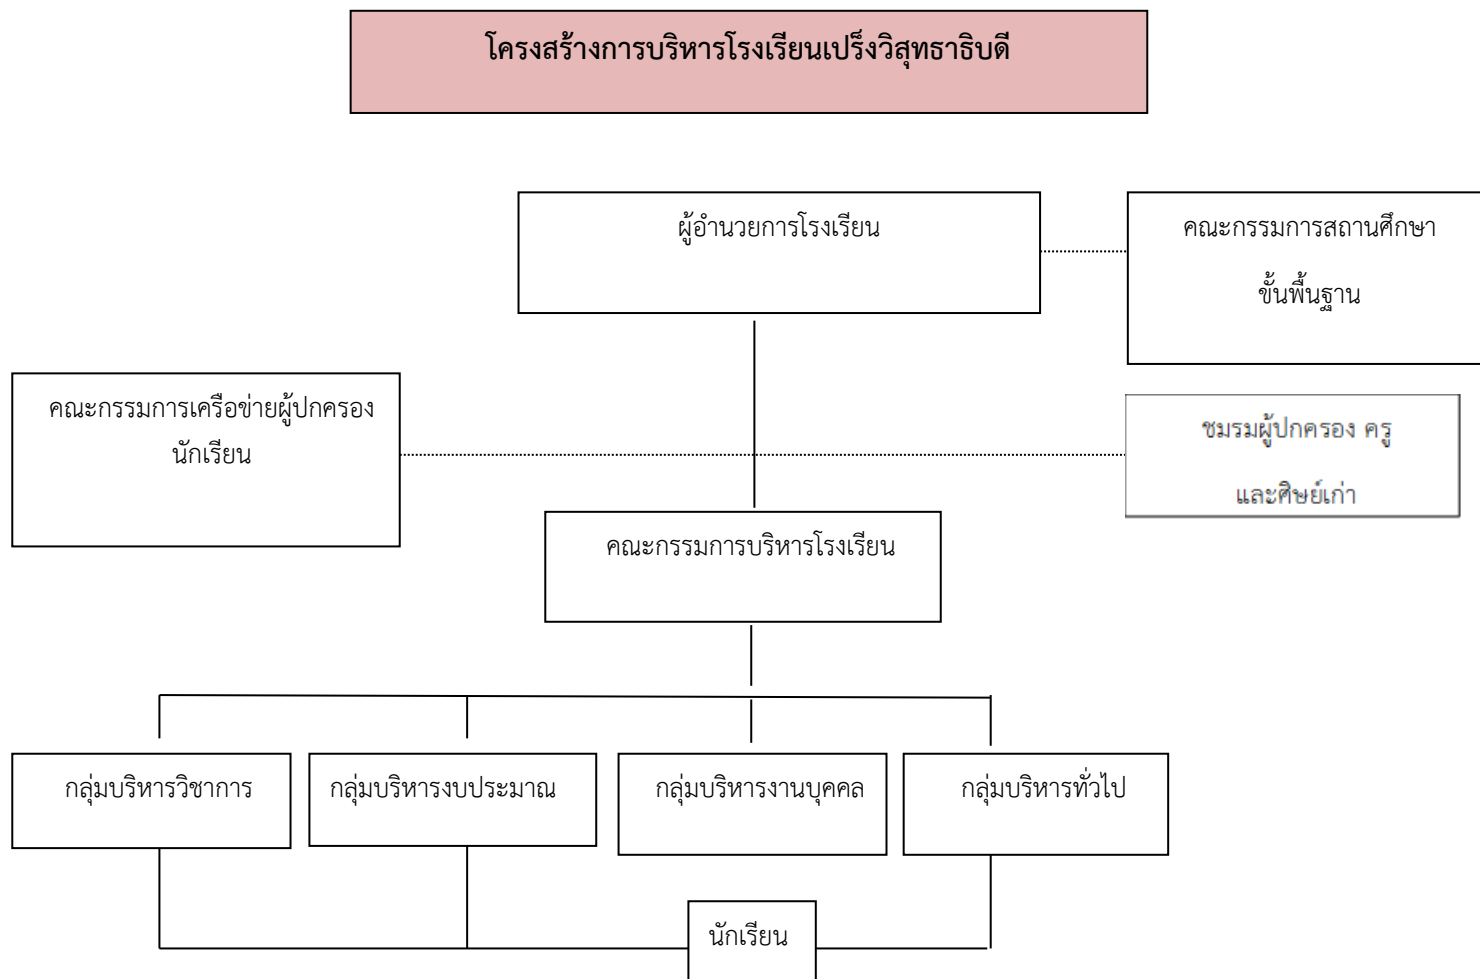 โครงสร้างการบริหารโรงเรียนเปร็งวิสุทธาธิบดี
ผู้อำนวยการโรงเรียน
คณะกรรมการสถานศึกษา
ขั้นพื้นฐาน
คณะกรรมการเครือข่ายผู้ปกครอง
นักเรียน
ชมรมผู้ปกครอง ครู
และศิษย์เก่า
คณะกรรมการบริหารโรงเรียน
กลุ่มบริหารวิชาการ
กลุ่มบริหารงบประมาณ
กลุ่มบริหารงานบุคคล
กลุ่มบริหารทั่วไป
นักเรียน